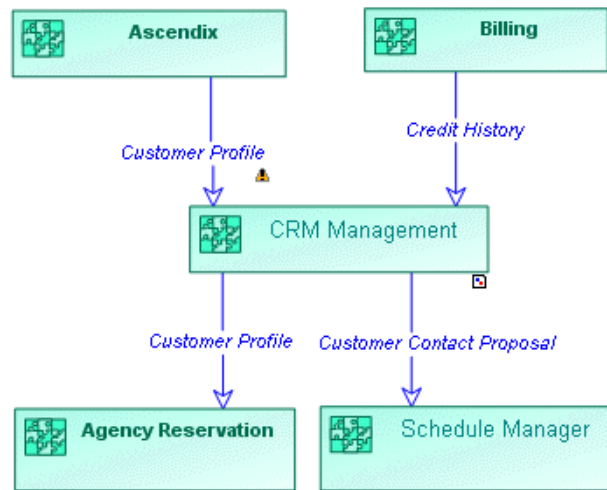 Ascendix
Billing
Credit History
Customer Profile
CRM Management
Customer Profile
Customer Contact Proposal
Agency Reservation
Schedule Manager